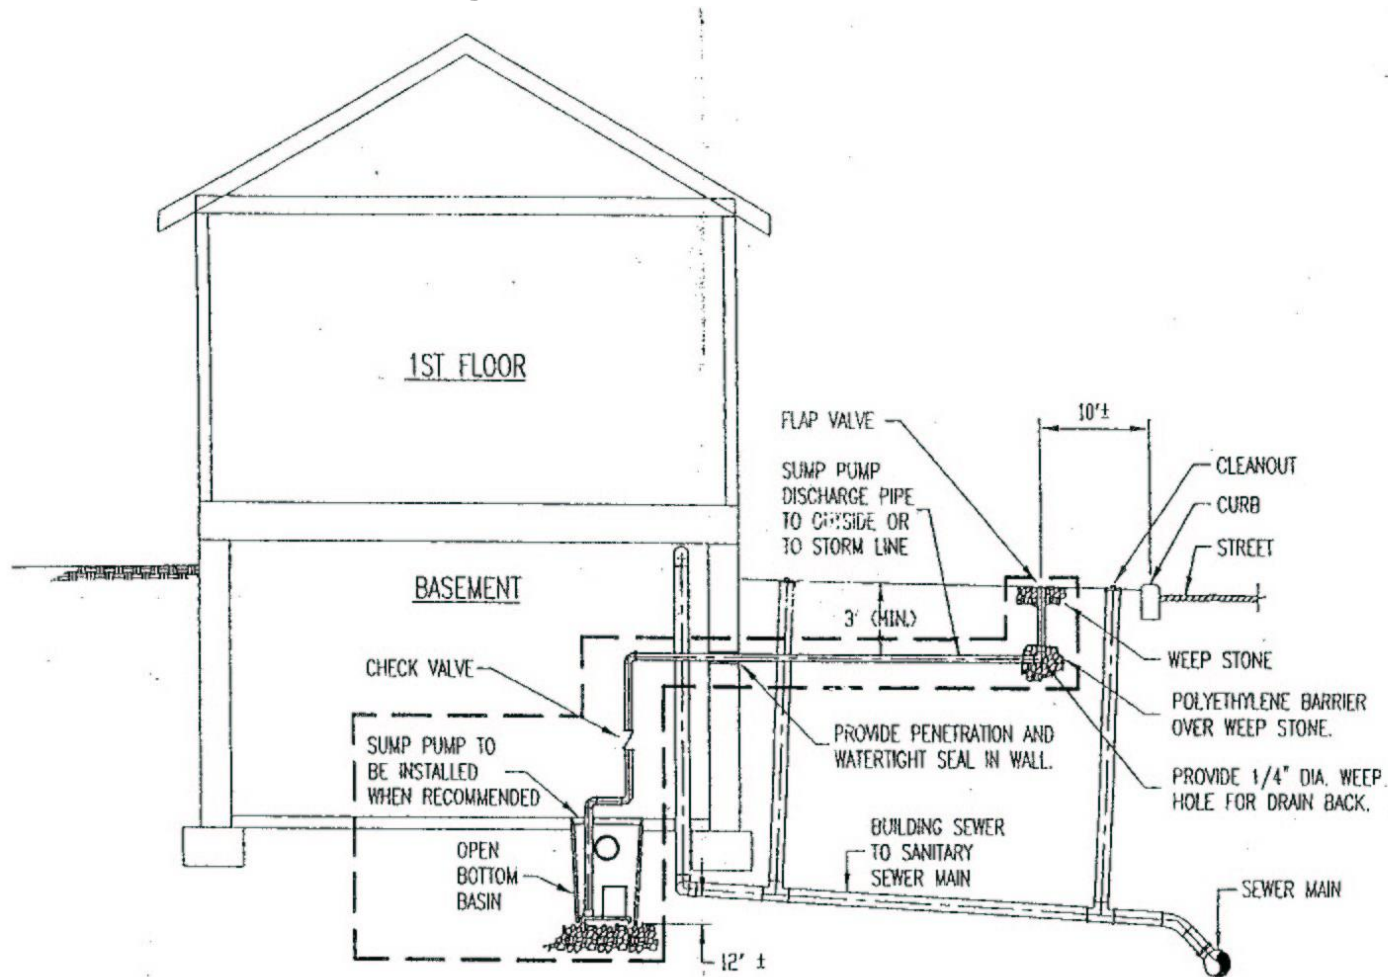 1ST FLOOR
BASEMENT
FLAP VALVE
10'±
SUMP PUMP
DISCHARGE PIPE
TO OUTSIDE OR
TO STORM LINE
CLEANOUT
CURB
STREET
3' (MIN.)
CHECK VALVE
WEEP STONE
POLYETHYLENE BARRIER
OVER WEEP STONE.
PROVIDE PENETRATION AND
WATERTIGHT SEAL IN WALL.
PROVIDE 1/4" DIA. WEEP
HOLE FOR DRAIN BACK.
SUMP PUMP TO
BE INSTALLED
WHEN RECOMMENDED
OPEN
BOTTOM
BASIN
BUILDING SEWER
TO SANITARY
SEWER MAIN
SEWER MAIN
12' ±